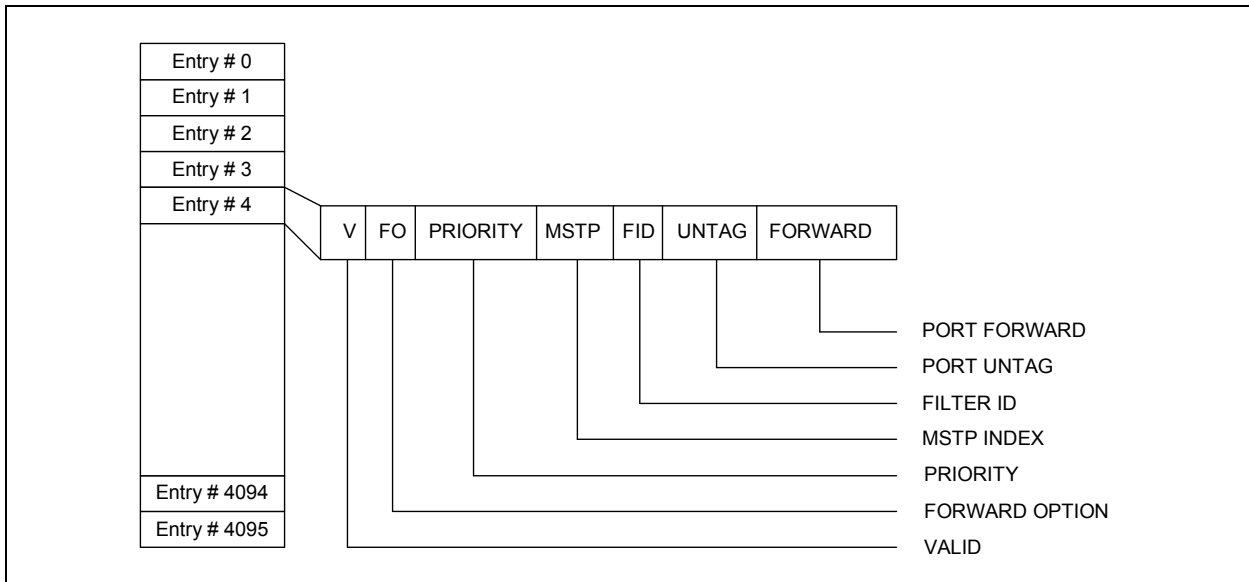 Entry # 0
Entry # 1
Entry # 2
Entry # 3
Entry # 4
V FO PRIORITY MSTP FID UNTAG FORWARD
PORT FORWARD
PORT UNTAG
FILTER ID
MSTP INDEX
PRIORITY
Entry # 4094
FORWARD OPTION
Entry # 4095
VALID